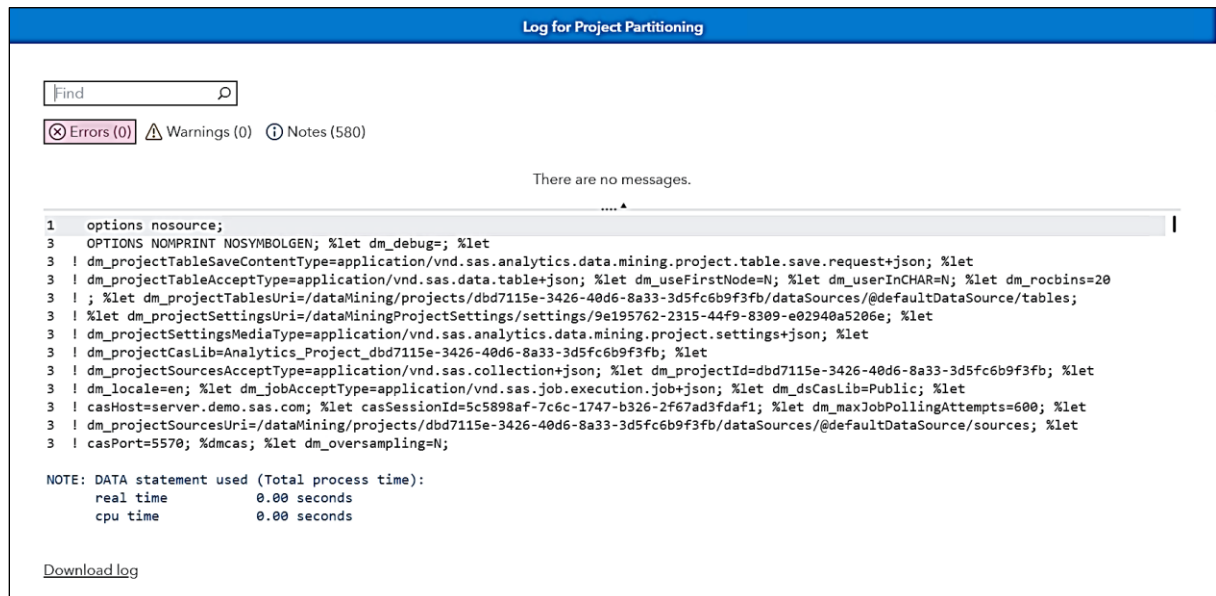 Log for Project Partitioning
Find
Errors (0) Warnings (0) Notes (580)
There are no messages.
1 options nosource;
3 OPTIONS NOMPRINT NOSYMBOLGEN; %let dm_debug=; %let
3 ! dm_projectTableSaveContentType=application/vnd.sas.analytics.data.mining.project.table.save.request+json; %let
3 ! dm_projectTableAcceptType=application/vnd.sas.data.table+json; %let dm_useFirstNode=N; %let dm_userInCHAR=N; %let dm_rocbins=20
3 ! ; %let dm_projectTablesUri=/dataMining/projects/dbd7115e-3426-40d6-8a33-3d5fc6b9f3fb/dataSources/@defaultDataSource/tables;
3 ! %let dm_projectSettingsUri=/dataMiningProjectSettings/settings/9e195762-2315-44f9-8309-e02940a5206e; %let
3 ! dm_projectSettingsMediaType=application/vnd.sas.analytics.data.mining.project.settings+json; %let
3 ! dm_projectCasLib=Analytics_Project_dbd7115e-3426-40d6-8a33-3d5fc6b9f3fb; %let
3 ! dm_projectSourcesAcceptType=application/vnd.sas.collection+json; %let dm_projectId=dbd7115e-3426-40d6-8a33-3d5fc6b9f3fb; %let
3 ! dm_locale=en; %let dm_jobAcceptType=application/vnd.sas.job.execution.job+json; %let dm_dsCasLib=Public; %let
3 ! casHost=server.demo.sas.com; %let casSessionId=5c5898af-7c6c-1747-b326-2f67ad3fdaf1; %let dm_maxJobPollingAttempts=600; %let
3 ! dm_projectSourcesUri=/dataMining/projects/dbd7115e-3426-40d6-8a33-3d5fc6b9f3fb/dataSources/@defaultDataSource/sources; %let
3 ! casPort=5570; %dmcas; %let dm_oversampling=N;
NOTE: DATA statement used (Total process time):
real time 0.00 seconds
cpu time 0.00 seconds
Download log